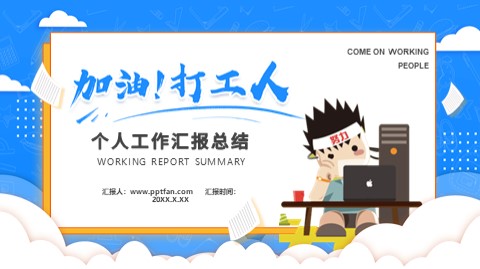 COME ON WORKING
PEOPLE
加油!打工人
个人工作汇报总结
WORKING REPORT SUMMARY
汇报人：www.pptfan.com 汇报时间：
20XX.X.XX
努力